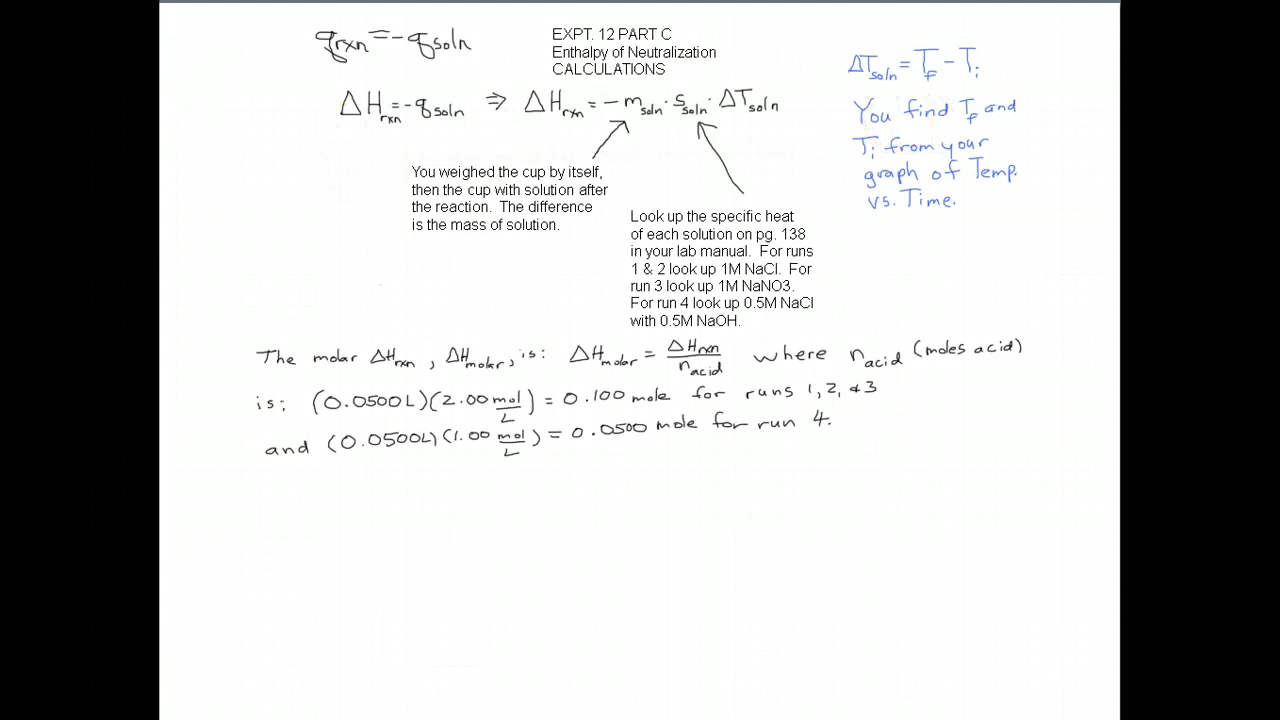 q_rxn = -q_soln
EXPT. 12 PART C
Enthalpy of Neutralization
CALCULATIONS
ΔH_rxn = -q_soln ⇒ ΔH_rxn = -m_soln · s_soln · ΔT_soln
ΔT_soln = T_f - T_i
You find T_f and
T_i from your
graph of Temp.
vs. Time.
You weighed the cup by itself,
then the cup with solution after
the reaction. The difference
is the mass of solution.
Look up the specific heat
of each solution on pg. 138
in your lab manual. For runs
1 & 2 look up 1M NaCl. For
run 3 look up 1M NaNO3.
For run 4 look up 0.5M NaCl
with 0.5M NaOH.
The molar ΔH_rxn, ΔH_molar, is: ΔH_molar = ΔH_rxn / n_acid where n_acid (moles acid)
is: (0.0500L)(2.00 mol/L) = 0.100 mole for runs 1, 2, & 3
and (0.0500L)(1.00 mol/L) = 0.0500 mole for run 4.